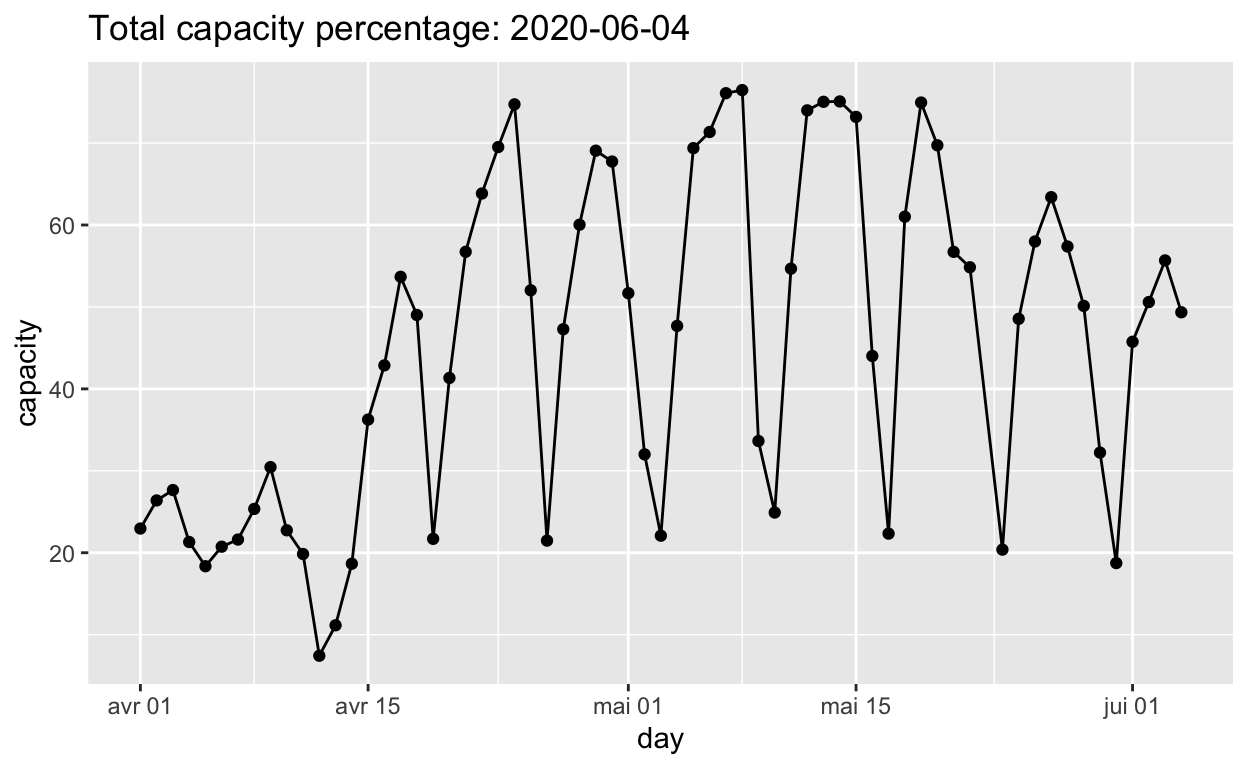 Total capacity percentage: 2020-06-04
capacity
60
40
20
avr 01
avr 15
mai 01
mai 15
jui 01
day